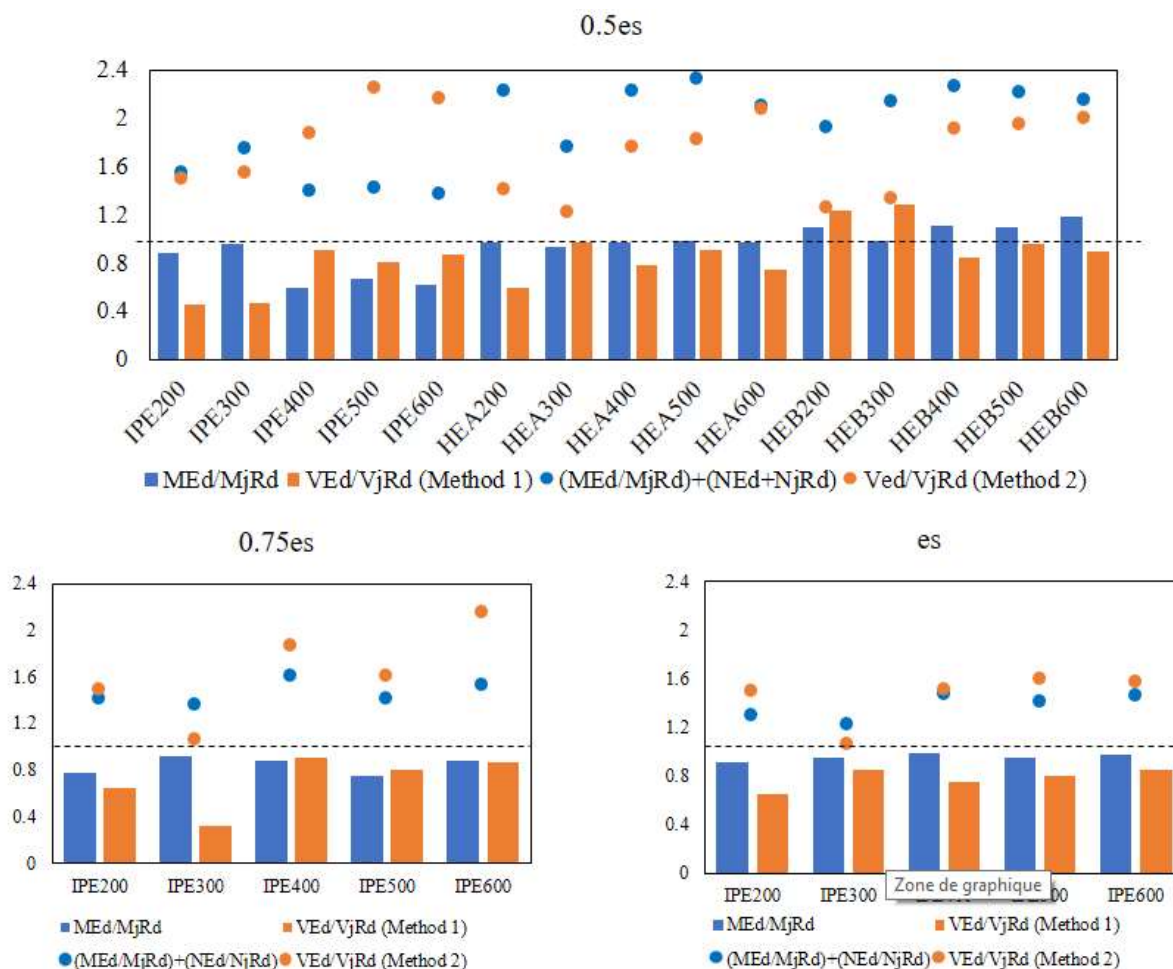 0.5es
2.4
2
1.6
1.2
0.8
0.4
0
IPE200 IPE300 IPE400 IPE500 IPE600 HEA200 HEA300 HEA400 HEA500 HEA600 HEB200 HEB300 HEB400 HEB500 HEB600
MEd/MjRd VEd/VjRd (Method 1) (MEd/MjRd)+(NEd+NjRd) Ved/VjRd (Method 2)
0.75es
2.4
2
1.6
1.2
0.8
0.4
0
IPE200 IPE300 IPE400 IPE500 IPE600
MEd/MjRd VEd/VjRd (Method 1)
(MEd/MjRd)+(NEd/NjRd) VEd/VjRd (Method 2)
es
2.4
2
1.6
1.2
0.8
0.4
0
IPE200 IPE300 IPE600
Zone de graphique
MEd/MjRd VEd/VjRd (Method 1)
(MEd/MjRd)+(NEd/NjRd) VEd/VjRd (Method 2)